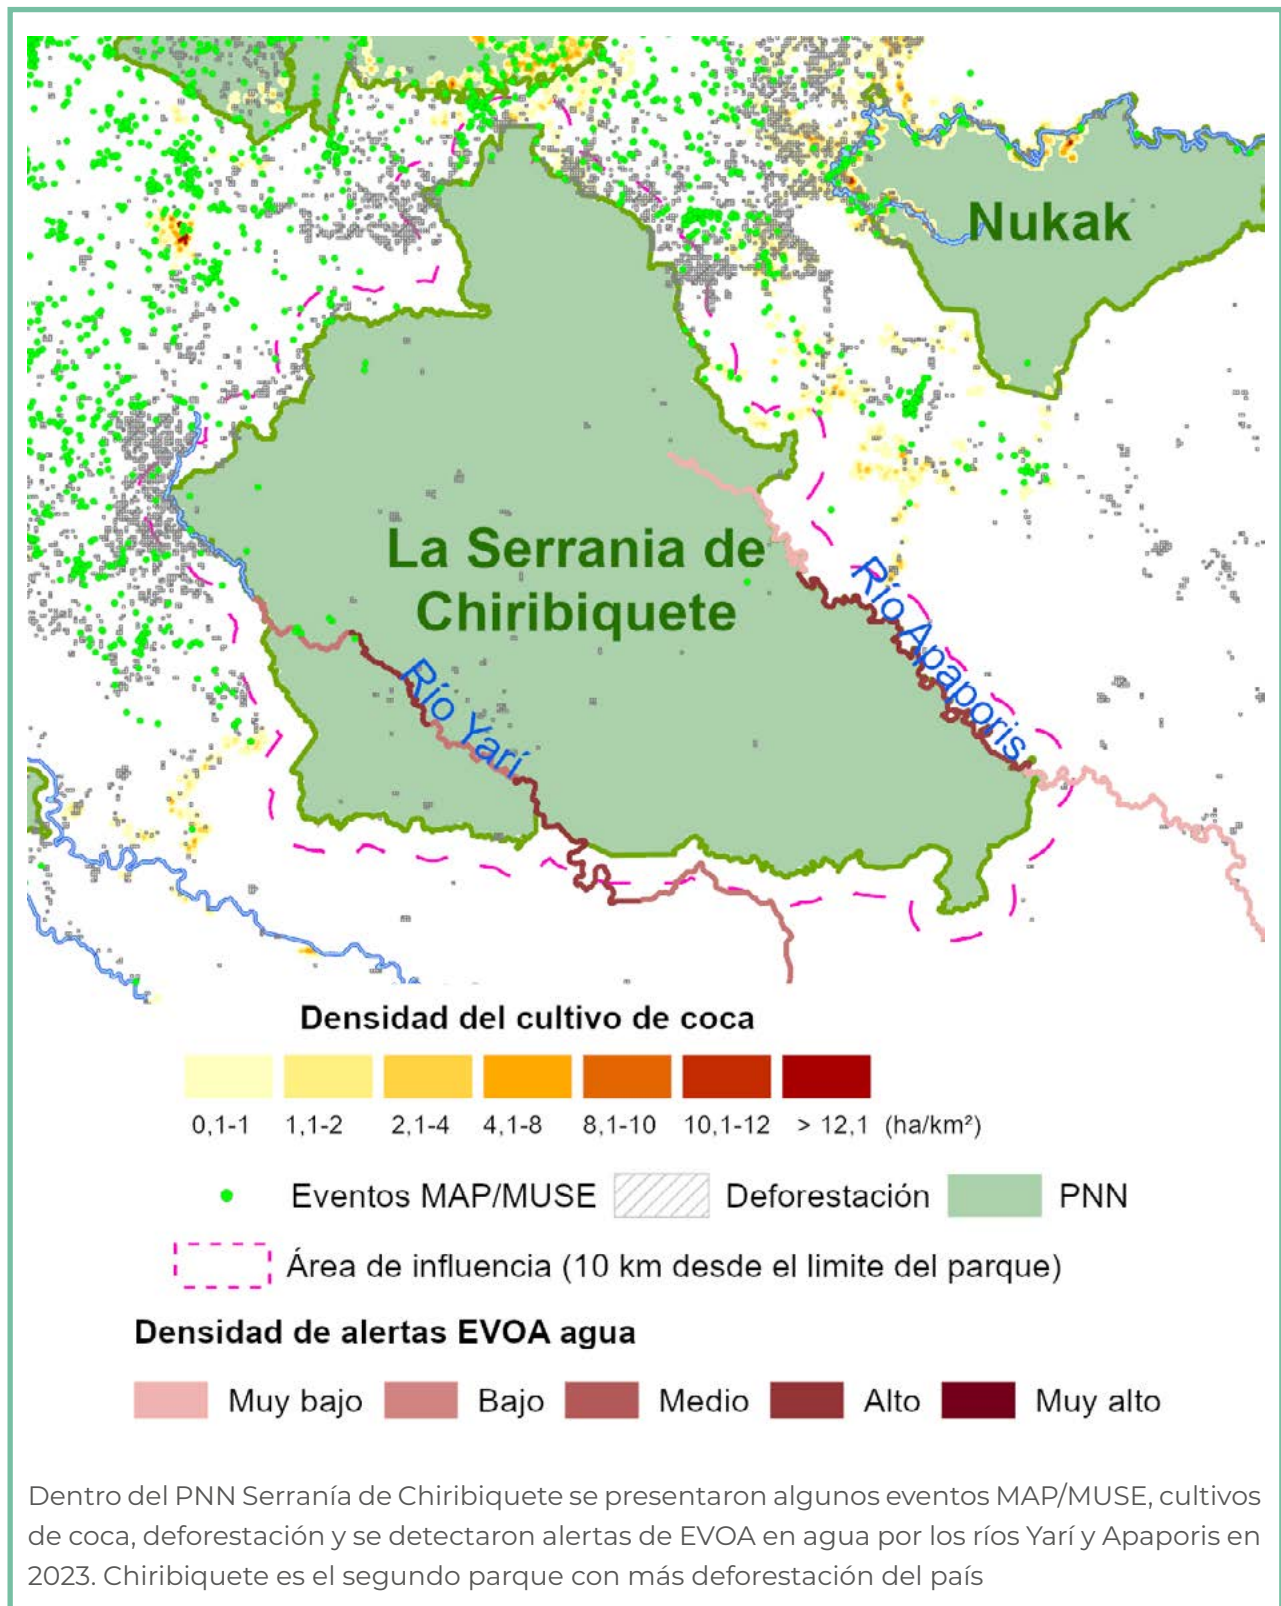 Nukak
La Serrania de
Chiribiquete
Río Apaporis
Río Yarí
Densidad del cultivo de coca
0,1-1 1,1-2 2,1-4 4,1-8 8,1-10 10,1-12 > 12,1 (ha/km²)
Eventos MAP/MUSE Deforestación PNN
Área de influencia (10 km desde el limite del parque)
Densidad de alertas EVOA agua
Muy bajo Bajo Medio Alto Muy alto
Dentro del PNN Serranía de Chiribiquete se presentaron algunos eventos MAP/MUSE, cultivos
de coca, deforestación y se detectaron alertas de EVOA en agua por los ríos Yarí y Apaporis en
2023. Chiribiquete es el segundo parque con más deforestación del país